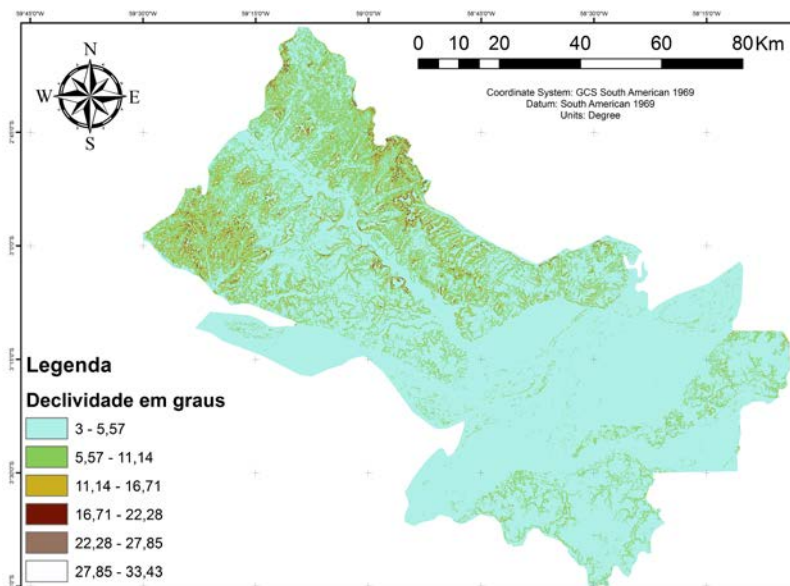 N
W E
S
0 10 20 40 60 80 Km
Coordinate System: GCS South American 1969
Datum: South American 1969
Units: Degree
Legenda
Declividade em graus
3 - 5,57
5,57 - 11,14
11,14 - 16,71
16,71 - 22,28
22,28 - 27,85
27,85 - 33,43